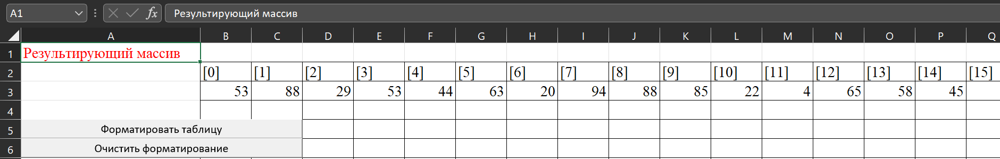 A1 fx Результирующий массив
A B C D E F G H I J K L M N O P Q
1 Результирующий массив
2 [0] [1] [2] [3] [4] [5] [6] [7] [8] [9] [10] [11] [12] [13] [14] [15]
3 53 88 29 53 44 63 20 94 88 85 22 4 65 58 45
4
5 Форматировать таблицу
6 Очистить форматирование